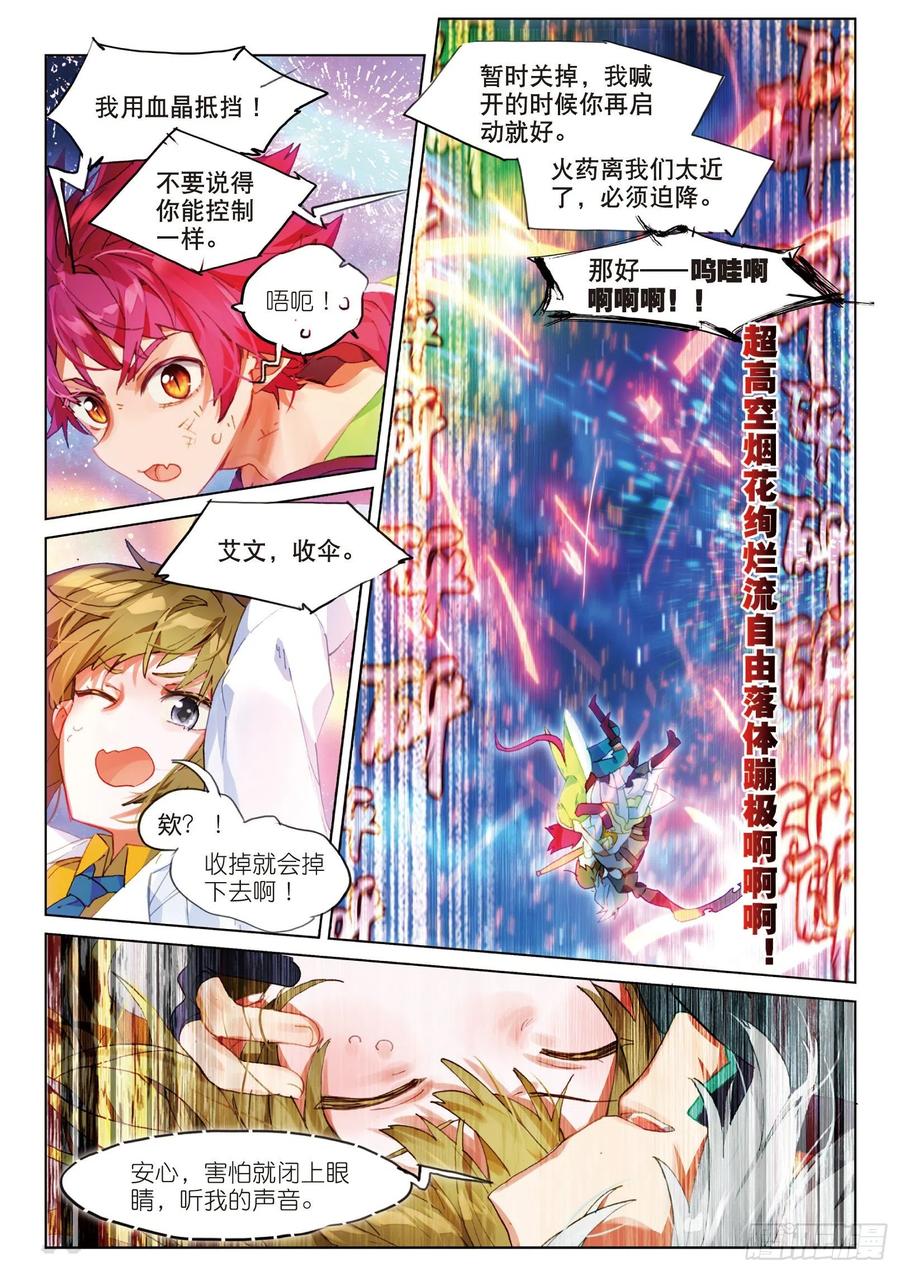 我用血晶抵挡！
不要说得
你能控制
一样。
唔呃！
艾文，收伞。
欸？！
收掉就会掉
下去啊！
暂时关掉，我喊
开的时候你再启
动就好。
火药离我们太近
了，必须迫降。
那好——呜哇啊
啊啊啊！！
超高空烟花绚烂流自由落体蹦极啊啊啊！
安心，害怕就闭上眼
睛，听我的声音。